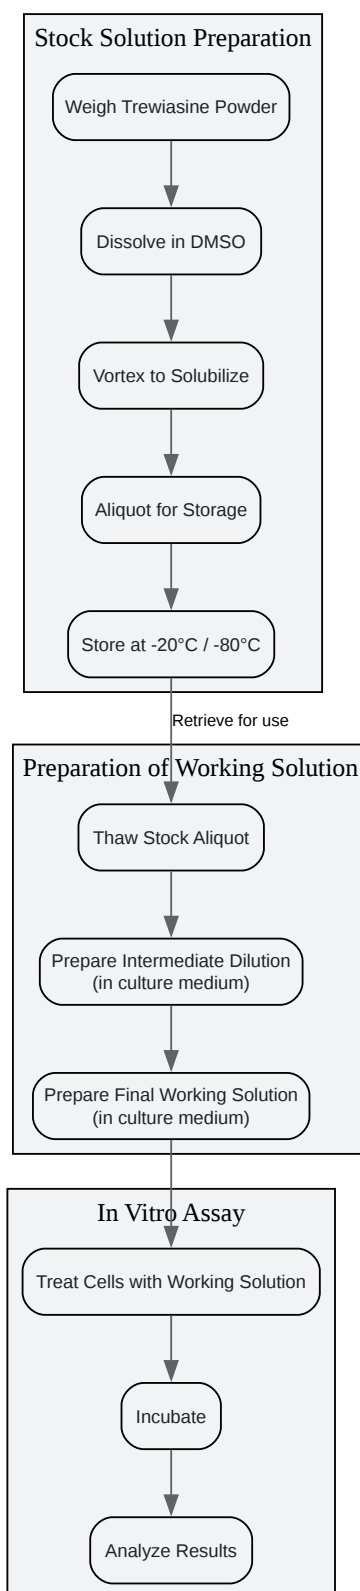 Stock Solution Preparation
Weigh Trewiasine Powder
Dissolve in DMSO
Vortex to Solubilize
Aliquot for Storage
Store at -20°C / -80°C
Retrieve for use
Preparation of Working Solution
Thaw Stock Aliquot
Prepare Intermediate Dilution
(in culture medium)
Prepare Final Working Solution
(in culture medium)
In Vitro Assay
Treat Cells with Working Solution
Incubate
Analyze Results